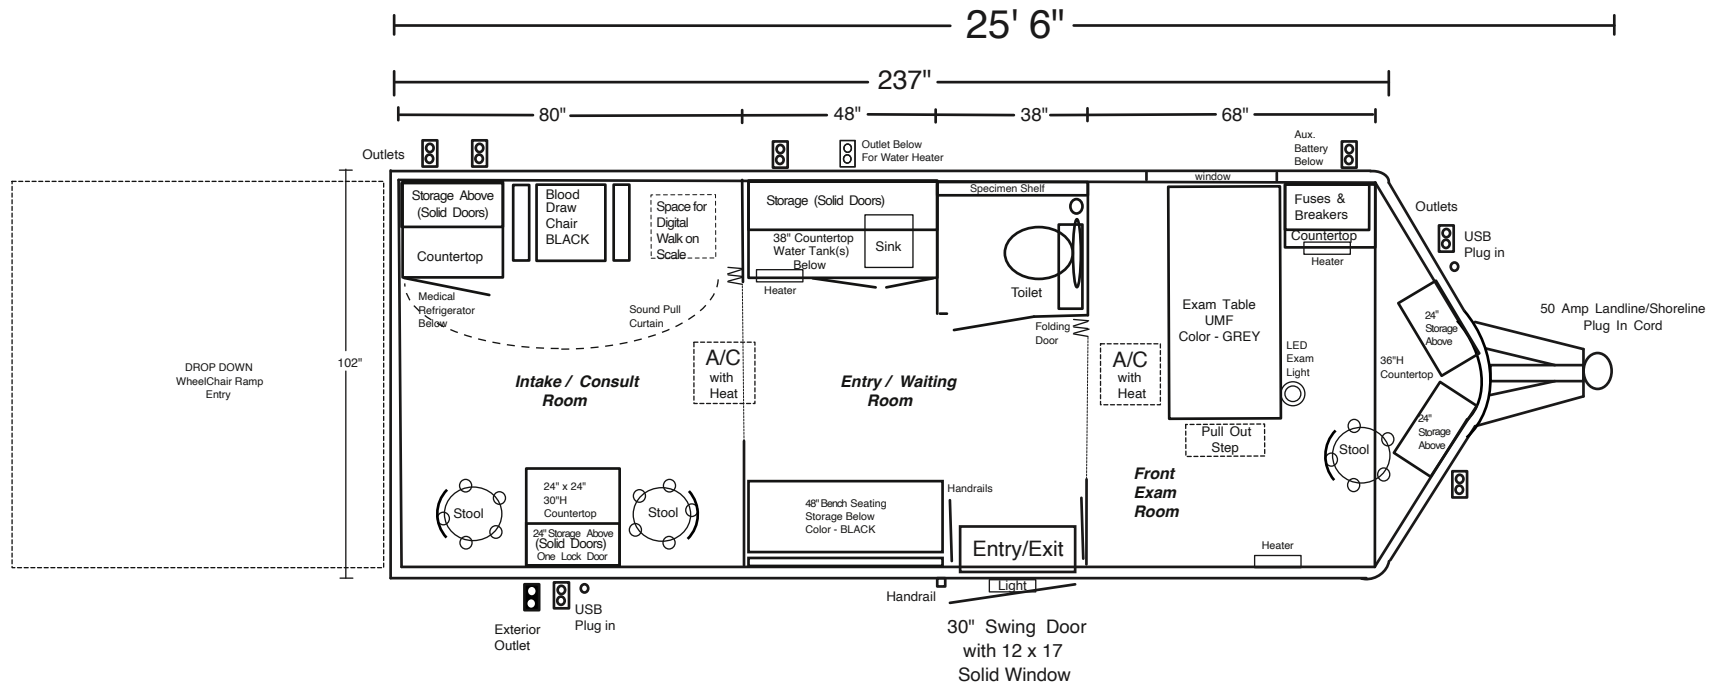 25' 6"
237"
80"
48"
38"
68"
Outlets
Outlet Below
For Water Heater
Aux.
Battery
Below
Storage Above
(Solid Doors)
Countertop
Medical
Refrigerator
Below
Blood
Draw
Chair
BLACK
Space for
Digital
Walk on
Scale
Sound Pull
Curtain
Storage (Solid Doors)
38" Countertop
Water Tank(s)
Below
Sink
Heater
Specimen Shelf
Toilet
Folding
Door
window
Exam Table
UMF
Color - GREY
Pull Out
Step
Fuses &
Breakers
Countertop
Heater
Outlets
USB
Plug in
24"
Storage
Above
50 Amp Landline/Shoreline
Plug In Cord
LED
Exam
Light
36"H
Countertop
24"
Storage
Above
Stool
DROP DOWN
WheelChair Ramp
Entry
102"
A/C
with
Heat
A/C
with
Heat
Intake / Consult
Room
Entry / Waiting
Room
Front
Exam
Room
Stool
24" x 24"
30"H
Countertop
24" Storage Above
(Solid Doors)
One Lock Door
Stool
48" Bench Seating
Storage Below
Color - BLACK
Handrails
Entry/Exit
Light
Heater
Handrail
Exterior
Outlet
USB
Plug in
30" Swing Door
with 12 x 17
Solid Window